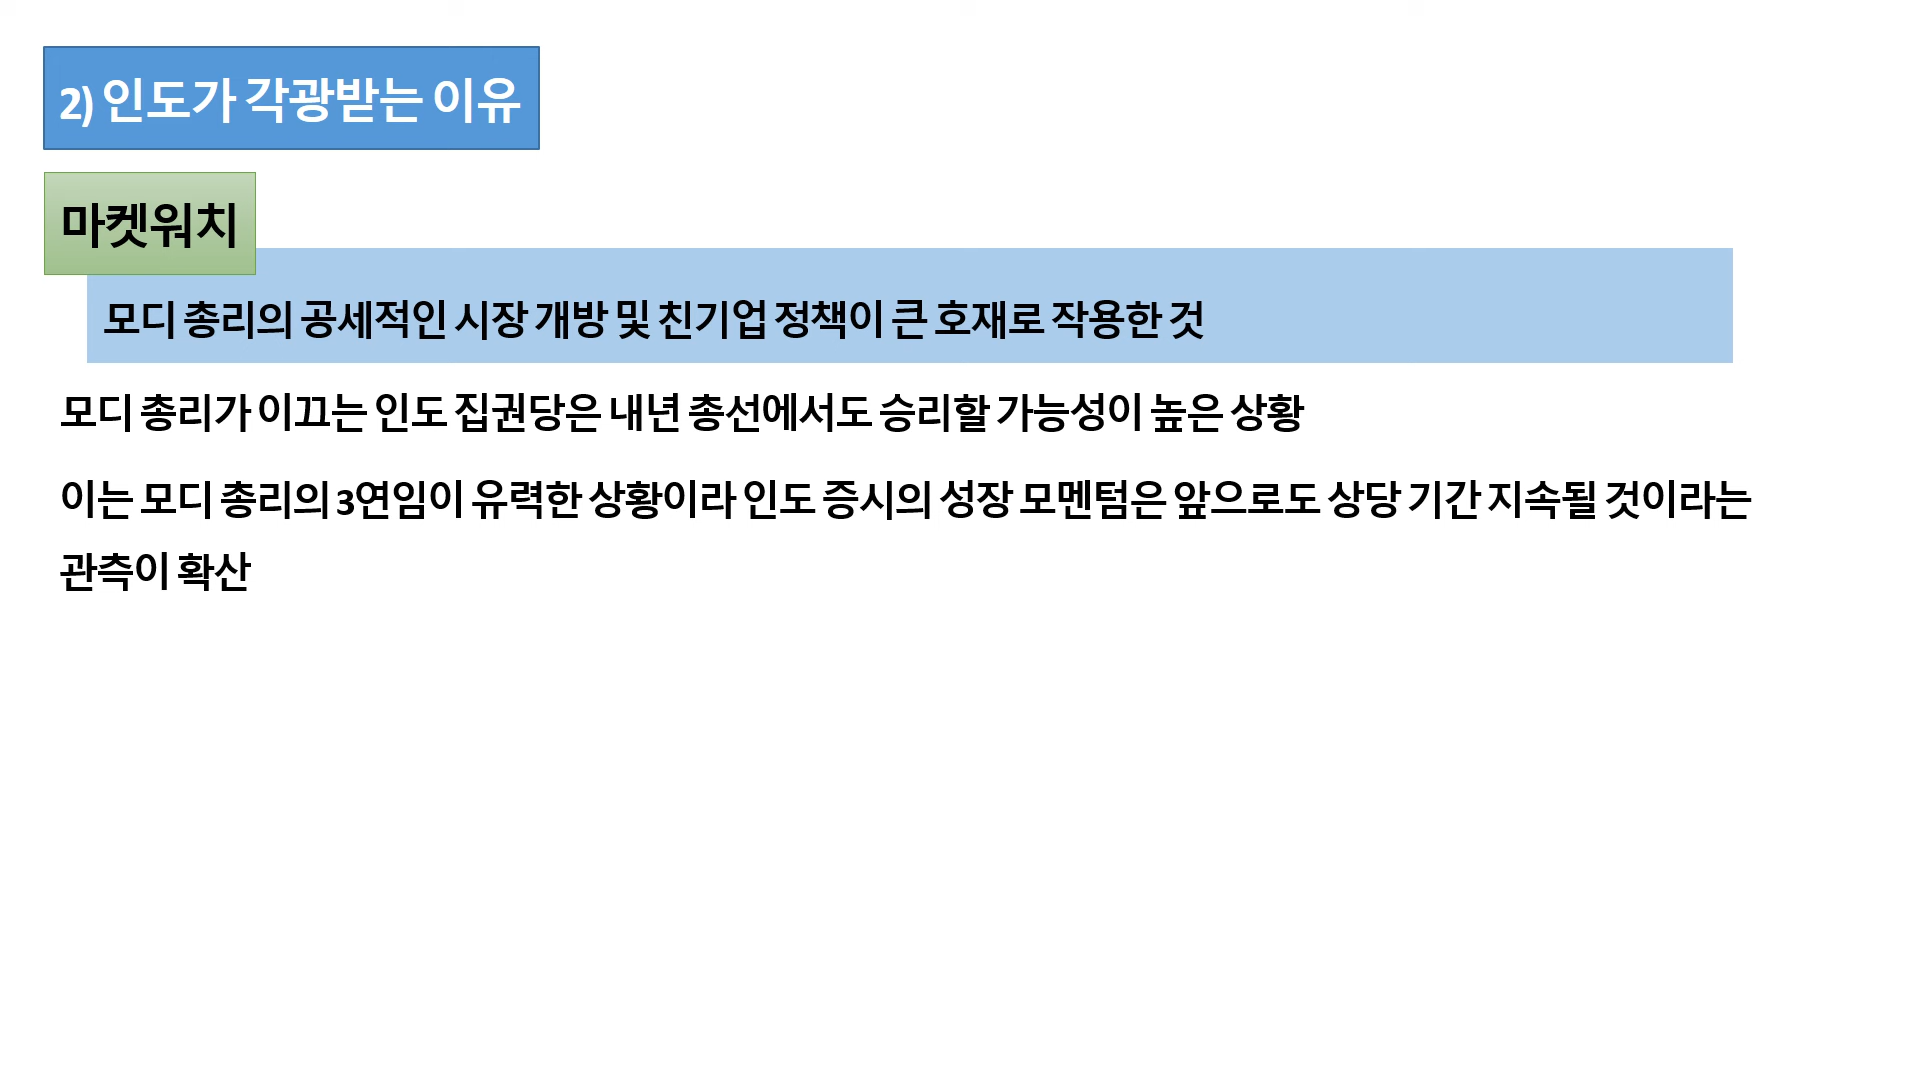 2) 인도가 각광받는 이유
마켓워치
모디 총리의 공세적인 시장 개방 및 친기업 정책이 큰 호재로 작용한 것
모디 총리가 이끄는 인도 집권당은 내년 총선에서도 승리할 가능성이 높은 상황
이는 모디 총리의 3연임이 유력한 상황이라 인도 증시의 성장 모멘텀은 앞으로도 상당 기간 지속될 것이라는
관측이 확산